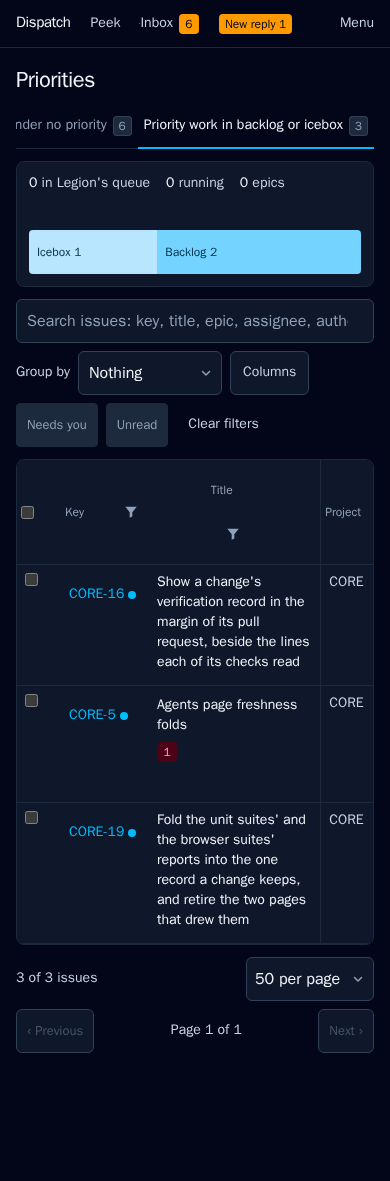 Dispatch Peek Inbox 6 New reply 1 Menu
Priorities
nder no priority 6 Priority work in backlog or icebox 3
0 in Legion's queue 0 running 0 epics
Icebox 1 Backlog 2
Search issues: key, title, epic, assignee, auth
Group by Nothing Columns
Needs you Unread Clear filters
Title
Key Project
CORE-16 Show a change's CORE
verification record in the
margin of its pull
request, beside the lines
each of its checks read
CORE-5 Agents page freshness CORE
folds
1
CORE-19 Fold the unit suites' and CORE
the browser suites'
reports into the one
record a change keeps,
and retire the two pages
that drew them
3 of 3 issues 50 per page
‹ Previous Page 1 of 1 Next ›